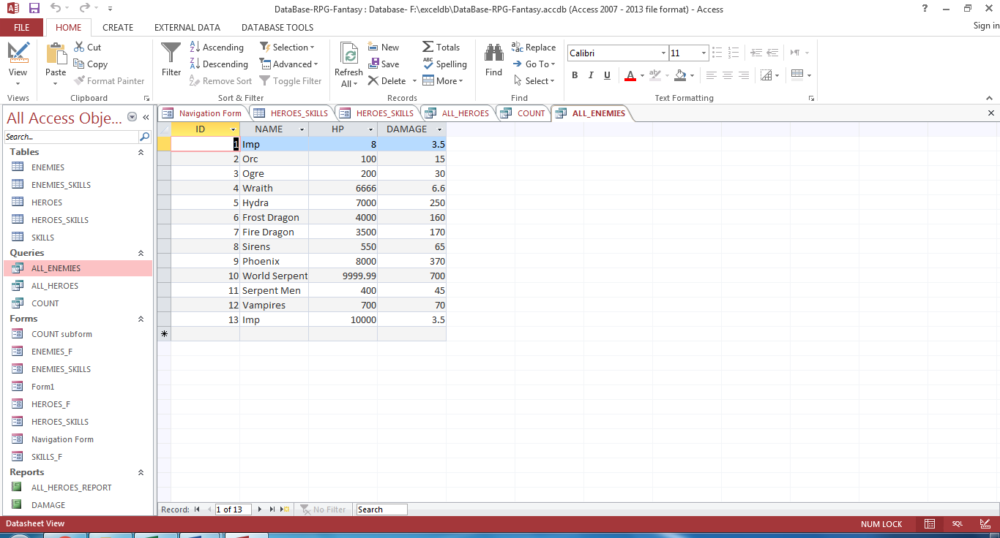 DataBase-RPG-Fantasy : Database- F:\exceldb\DataBase-RPG-Fantasy.accdb (Access 2007 - 2013 file format) - Access
FILE HOME CREATE EXTERNAL DATA DATABASE TOOLS Sign in
View
Views
Paste
Cut
Copy
Format Painter
Clipboard
Filter
Ascending
Descending
Remove Sort
Selection
Advanced
Toggle Filter
Sort & Filter
Refresh
All
New
Save
Delete
Totals
Spelling
More
Records
Find
Replace
Go To
Select
Find
Calibri 11
B I U A
Text Formatting
All Access Obje...
Search...
Tables
ENEMIES
ENEMIES_SKILLS
HEROES
HEROES_SKILLS
SKILLS
Queries
ALL_ENEMIES
ALL_HEROES
COUNT
Forms
COUNT subform
ENEMIES_F
ENEMIES_SKILLS
Form1
HEROES_F
HEROES_SKILLS
Navigation Form
SKILLS_F
Reports
ALL_HEROES_REPORT
DAMAGE
Navigation Form HEROES_SKILLS HEROES_SKILLS ALL_HEROES COUNT ALL_ENEMIES
ID NAME HP DAMAGE
1 Imp 8 3.5
2 Orc 100 15
3 Ogre 200 30
4 Wraith 6666 6.6
5 Hydra 7000 250
6 Frost Dragon 4000 160
7 Fire Dragon 3500 170
8 Sirens 550 65
9 Phoenix 8000 370
10 World Serpent 9999.99 700
11 Serpent Men 400 45
12 Vampires 700 70
13 Imp 10000 3.5
Record: 1 of 13 No Filter Search
Datasheet View NUM LOCK SQL